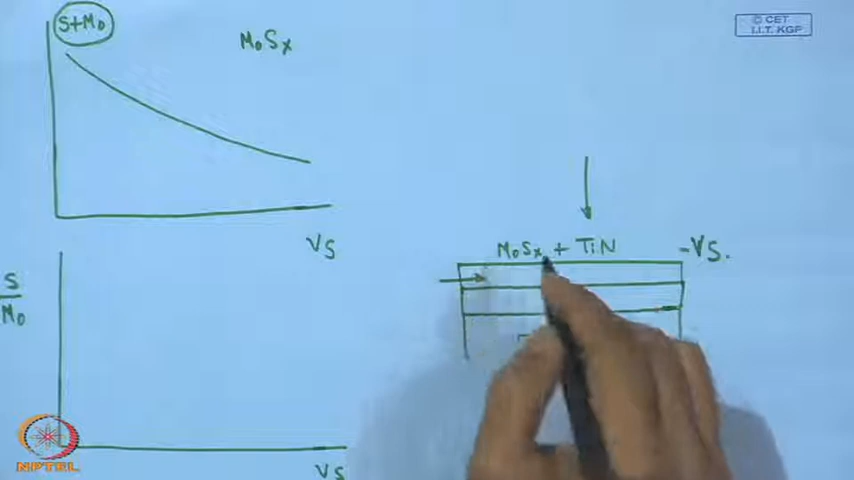 S+Mo
MoSx
© CET
I.I.T. KGP
VS
MoSx + TiN
-VS.
S
Mo
VS
NPTEL